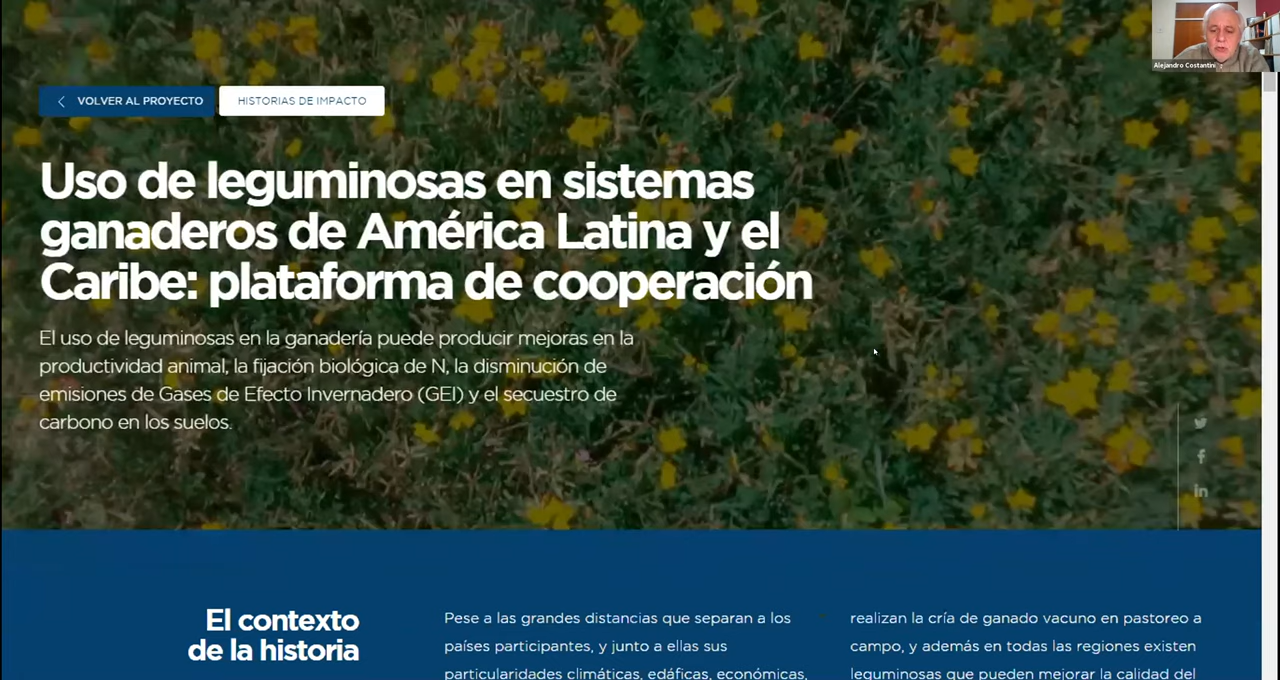 Alejandro Costantini
VOLVER AL PROYECTO
HISTORIAS DE IMPACTO
Uso de leguminosas en sistemas
ganaderos de América Latina y el
Caribe: plataforma de cooperación
El uso de leguminosas en la ganadería puede producir mejoras en la
productividad animal, la fijación biológica de N, la disminución de
emisiones de Gases de Efecto Invernadero (GEI) y el secuestro de
carbono en los suelos.
El contexto
de la historia
Pese a las grandes distancias que separan a los
países participantes, y junto a ellas sus
particularidades climáticas, edáficas, económicas,
realizan la cría de ganado vacuno en pastoreo a
campo, y además en todas las regiones existen
leguminosas que pueden mejorar la calidad del